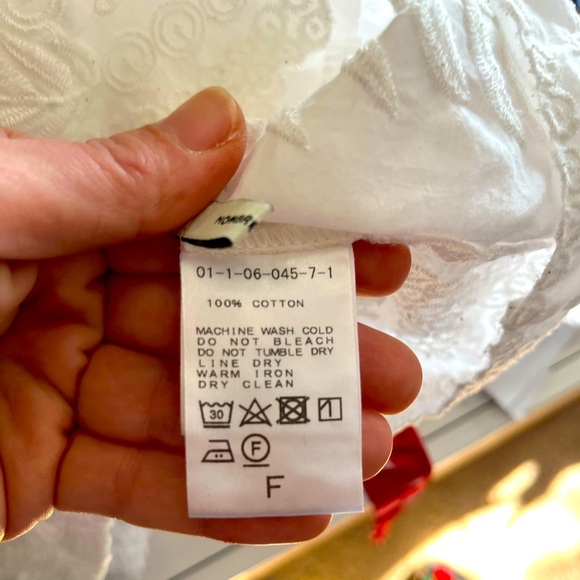 01-1-06-045-7-1
100% COTTON
MACHINE WASH COLD
DO NOT BLEACH
DO NOT TUMBLE DRY
LINE DRY
WARM IRON
DRY CLEAN
30
F
F